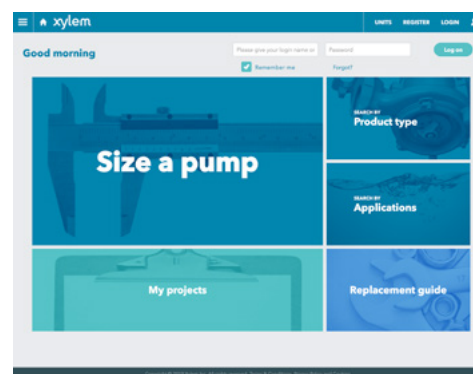 xylem
UNITS REGISTER LOGIN
Good morning
Please give your login name or
Password
Log on
Remember me
Forgot?
Size a pump
SEARCH BY
Product type
SEARCH BY
Applications
My projects
Replacement guide